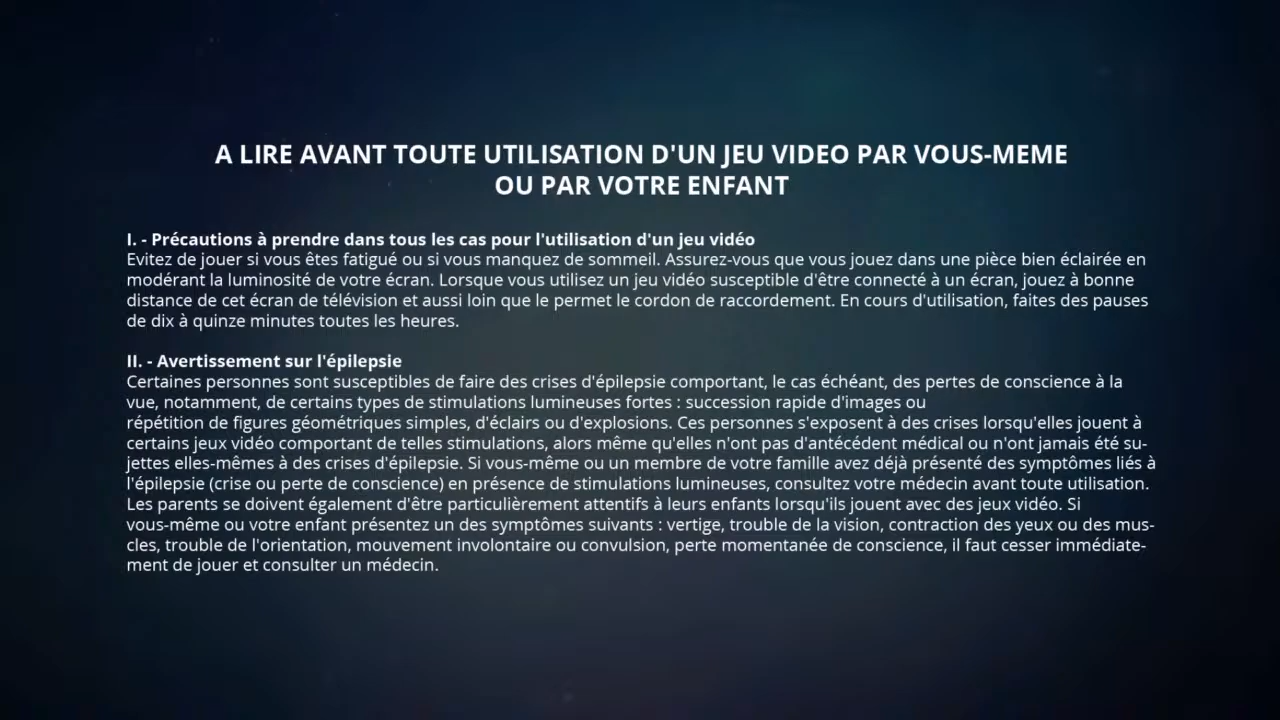 A LIRE AVANT TOUTE UTILISATION D'UN JEU VIDEO PAR VOUS-MEME
OU PAR VOTRE ENFANT
I. - Précautions à prendre dans tous les cas pour l'utilisation d'un jeu vidéo
Evitez de jouer si vous êtes fatigué ou si vous manquez de sommeil. Assurez-vous que vous jouez dans une pièce bien éclairée en
modérant la luminosité de votre écran. Lorsque vous utilisez un jeu vidéo susceptible d'être connecté à un écran, jouez à bonne
distance de cet écran de télévision et aussi loin que le permet le cordon de raccordement. En cours d'utilisation, faites des pauses
de dix à quinze minutes toutes les heures.
II. - Avertissement sur l'épilepsie
Certaines personnes sont susceptibles de faire des crises d'épilepsie comportant, le cas échéant, des pertes de conscience à la
vue, notamment, de certains types de stimulations lumineuses fortes : succession rapide d'images ou
répétition de figures géométriques simples, d'éclairs ou d'explosions. Ces personnes s'exposent à des crises lorsqu'elles jouent à
certains jeux vidéo comportant de telles stimulations, alors même qu'elles n'ont pas d'antécédent médical ou n'ont jamais été su-
jettes elles-mêmes à des crises d'épilepsie. Si vous-même ou un membre de votre famille avez déjà présenté des symptômes liés à
l'épilepsie (crise ou perte de conscience) en présence de stimulations lumineuses, consultez votre médecin avant toute utilisation.
Les parents se doivent également d'être particulièrement attentifs à leurs enfants lorsqu'ils jouent avec des jeux vidéo. Si
vous-même ou votre enfant présentez un des symptômes suivants : vertige, trouble de la vision, contraction des yeux ou des mus-
cles, trouble de l'orientation, mouvement involontaire ou convulsion, perte momentanée de conscience, il faut cesser immédiate-
ment de jouer et consulter un médecin.